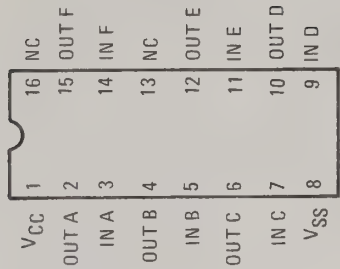 NC
OUT F
IN F
NC
OUT E
IN E
OUT D
IN D
16
15
14
13
12
11
10
9
1
2
3
4
5
6
7
8
VCC
OUT A
IN A
OUT B
IN B
OUT C
IN C
VSS